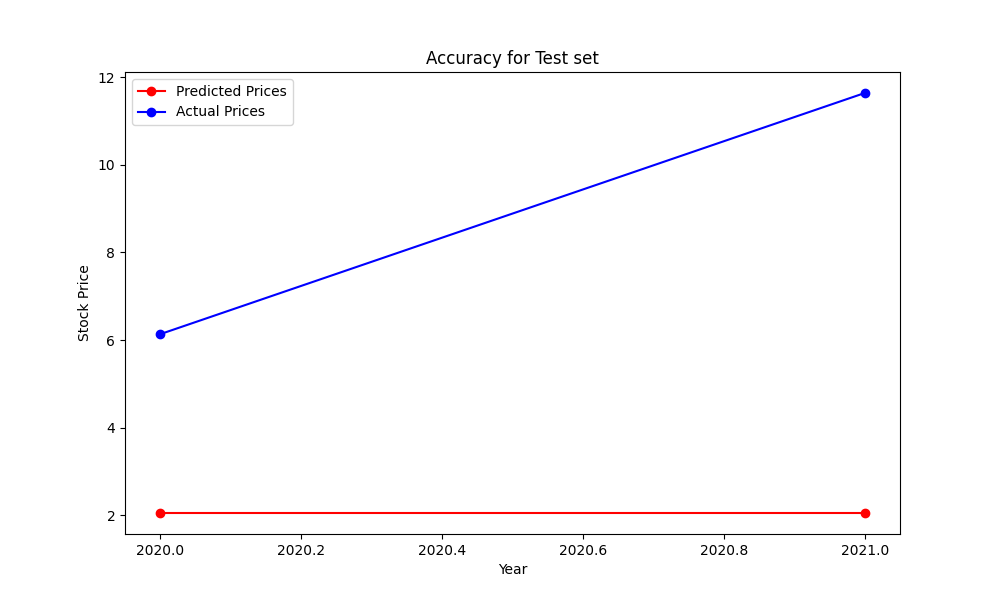 Accuracy for Test set
Predicted Prices
Actual Prices
12
10
8
6
4
2
Stock Price
2020.0 2020.2 2020.4 2020.6 2020.8 2021.0
Year